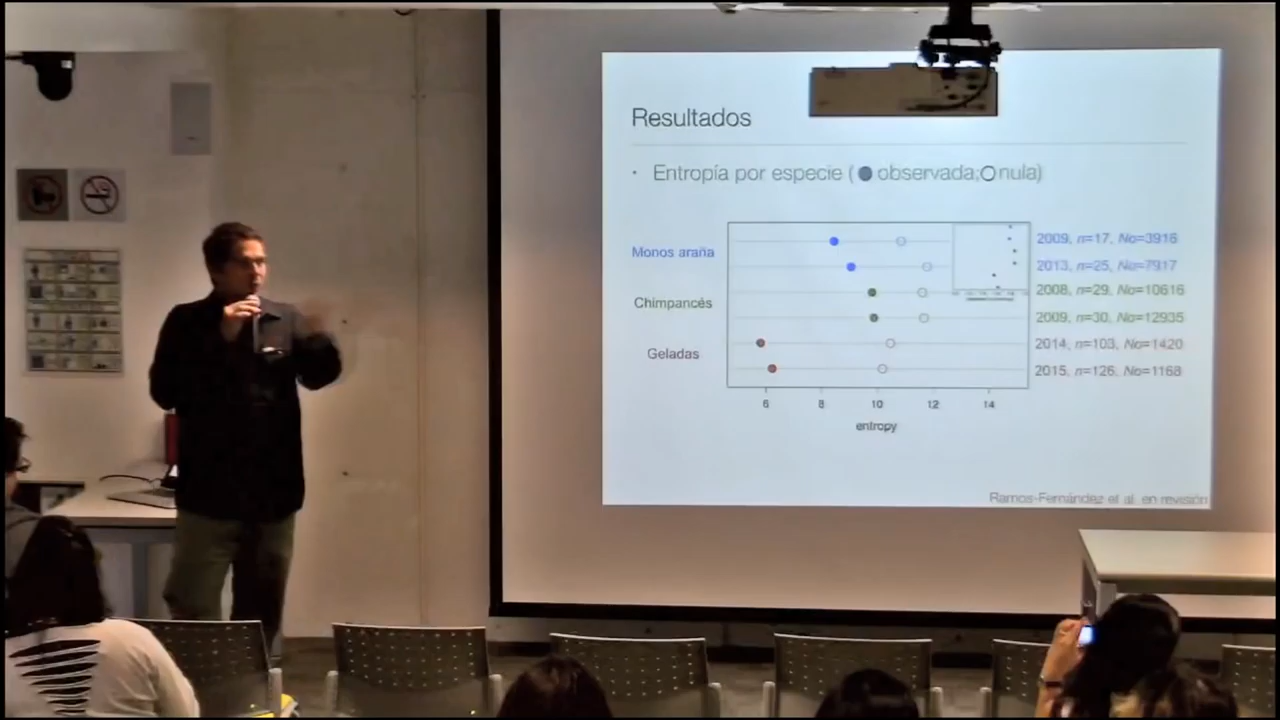 Resultados
• Entropía por especie ( observada; nula)
Monos araña
2009, n=17, No=3916
2013, n=25, No=7917
Chimpancés
2008, n=29, No=10616
2009, n=30, No=12935
Geladas
2014, n=103, No=1420
2015, n=126, No=1168
6 8 10 12 14
entropy
Ramos-Fernández et al. en revisión